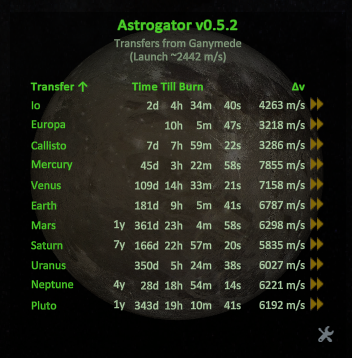 Astrogator v0.5.2
Transfers from Ganymede
(Launch ~2442 m/s)
Transfer ↑ Time Till Burn Δv
Io 2d 4h 34m 40s 4263 m/s
Europa 10h 5m 47s 3218 m/s
Callisto 7d 7h 59m 22s 3286 m/s
Mercury 45d 3h 22m 58s 7855 m/s
Venus 109d 14h 33m 21s 7158 m/s
Earth 181d 9h 5m 41s 6787 m/s
Mars 1y 361d 23h 4m 58s 6298 m/s
Saturn 7y 166d 22h 57m 20s 5835 m/s
Uranus 350d 5h 24m 38s 6027 m/s
Neptune 4y 28d 18h 54m 14s 6221 m/s
Pluto 1y 343d 19h 10m 41s 6192 m/s